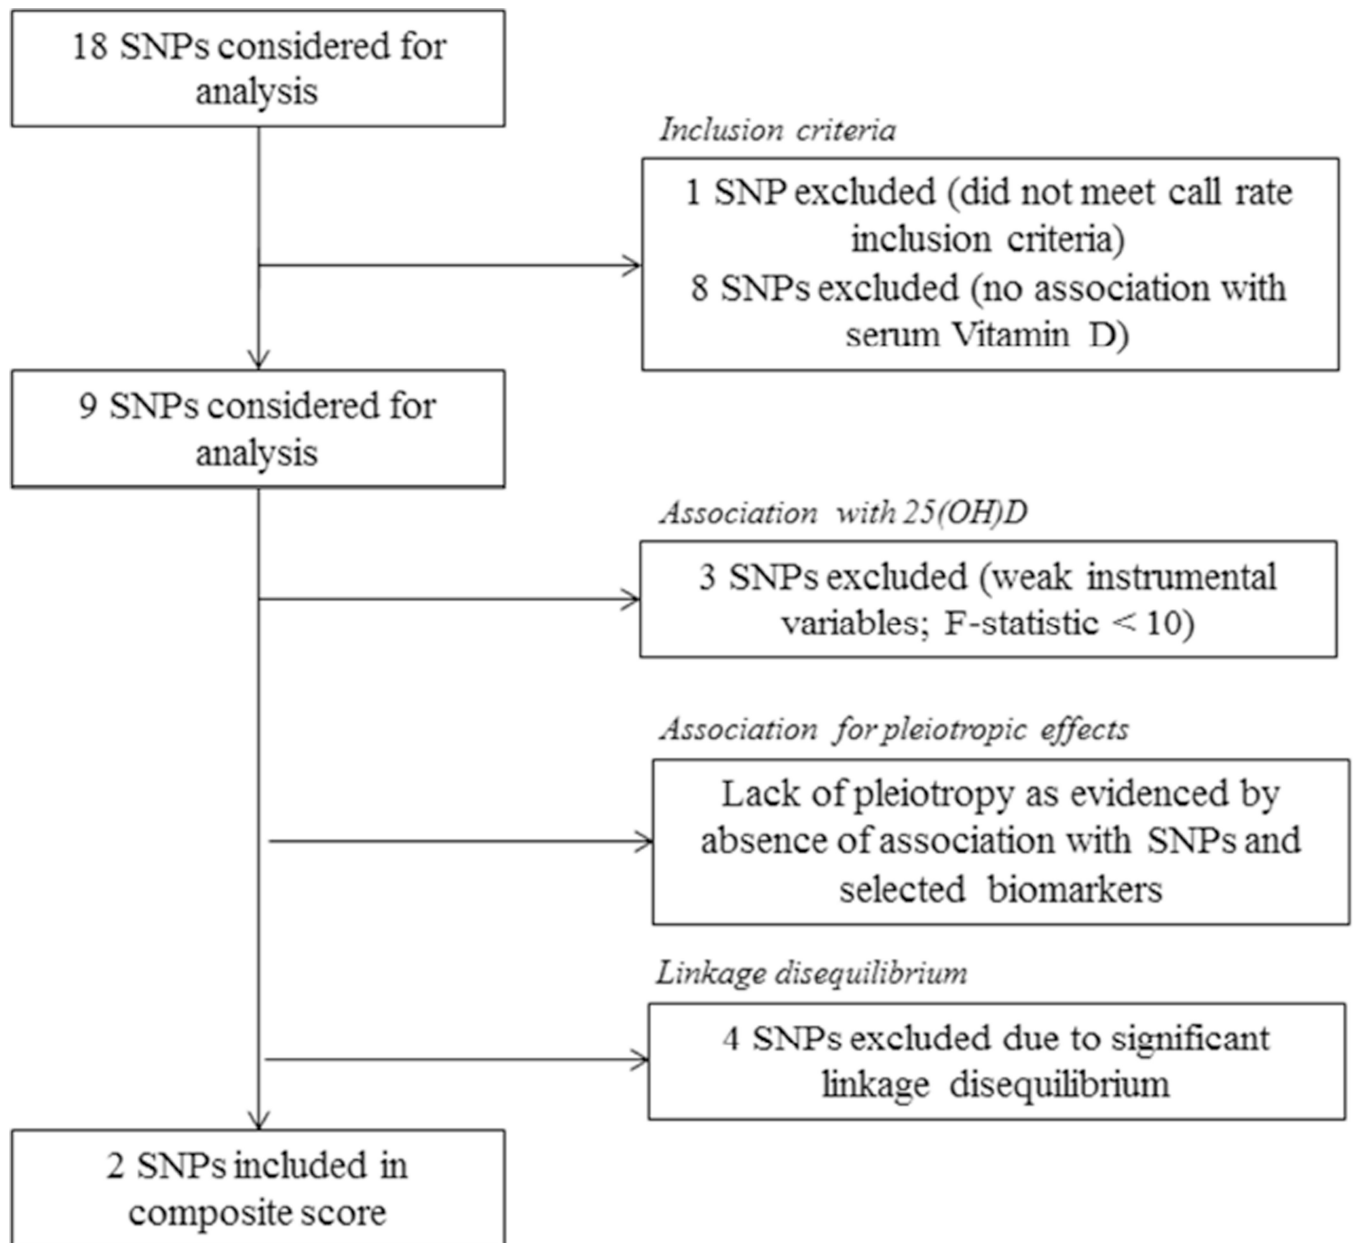 18 SNPs considered for
analysis
Inclusion criteria
1 SNP excluded (did not meet call rate
inclusion criteria)
8 SNPs excluded (no association with
serum Vitamin D)
9 SNPs considered for
analysis
Association with 25(OH)D
3 SNPs excluded (weak instrumental
variables; F-statistic < 10)
Association for pleiotropic effects
Lack of pleiotropy as evidenced by
absence of association with SNPs and
selected biomarkers
Linkage disequilibrium
4 SNPs excluded due to significant
linkage disequilibrium
2 SNPs included in
composite score